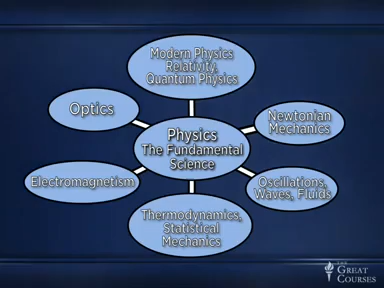 Modern Physics
Relativity,
Quantum Physics
Optics
Newtonian
Mechanics
Physics
The Fundamental
Science
Electromagnetism
Oscillations,
Waves, Fluids
Thermodynamics,
Statistical
Mechanics
THE
GREAT
COURSES